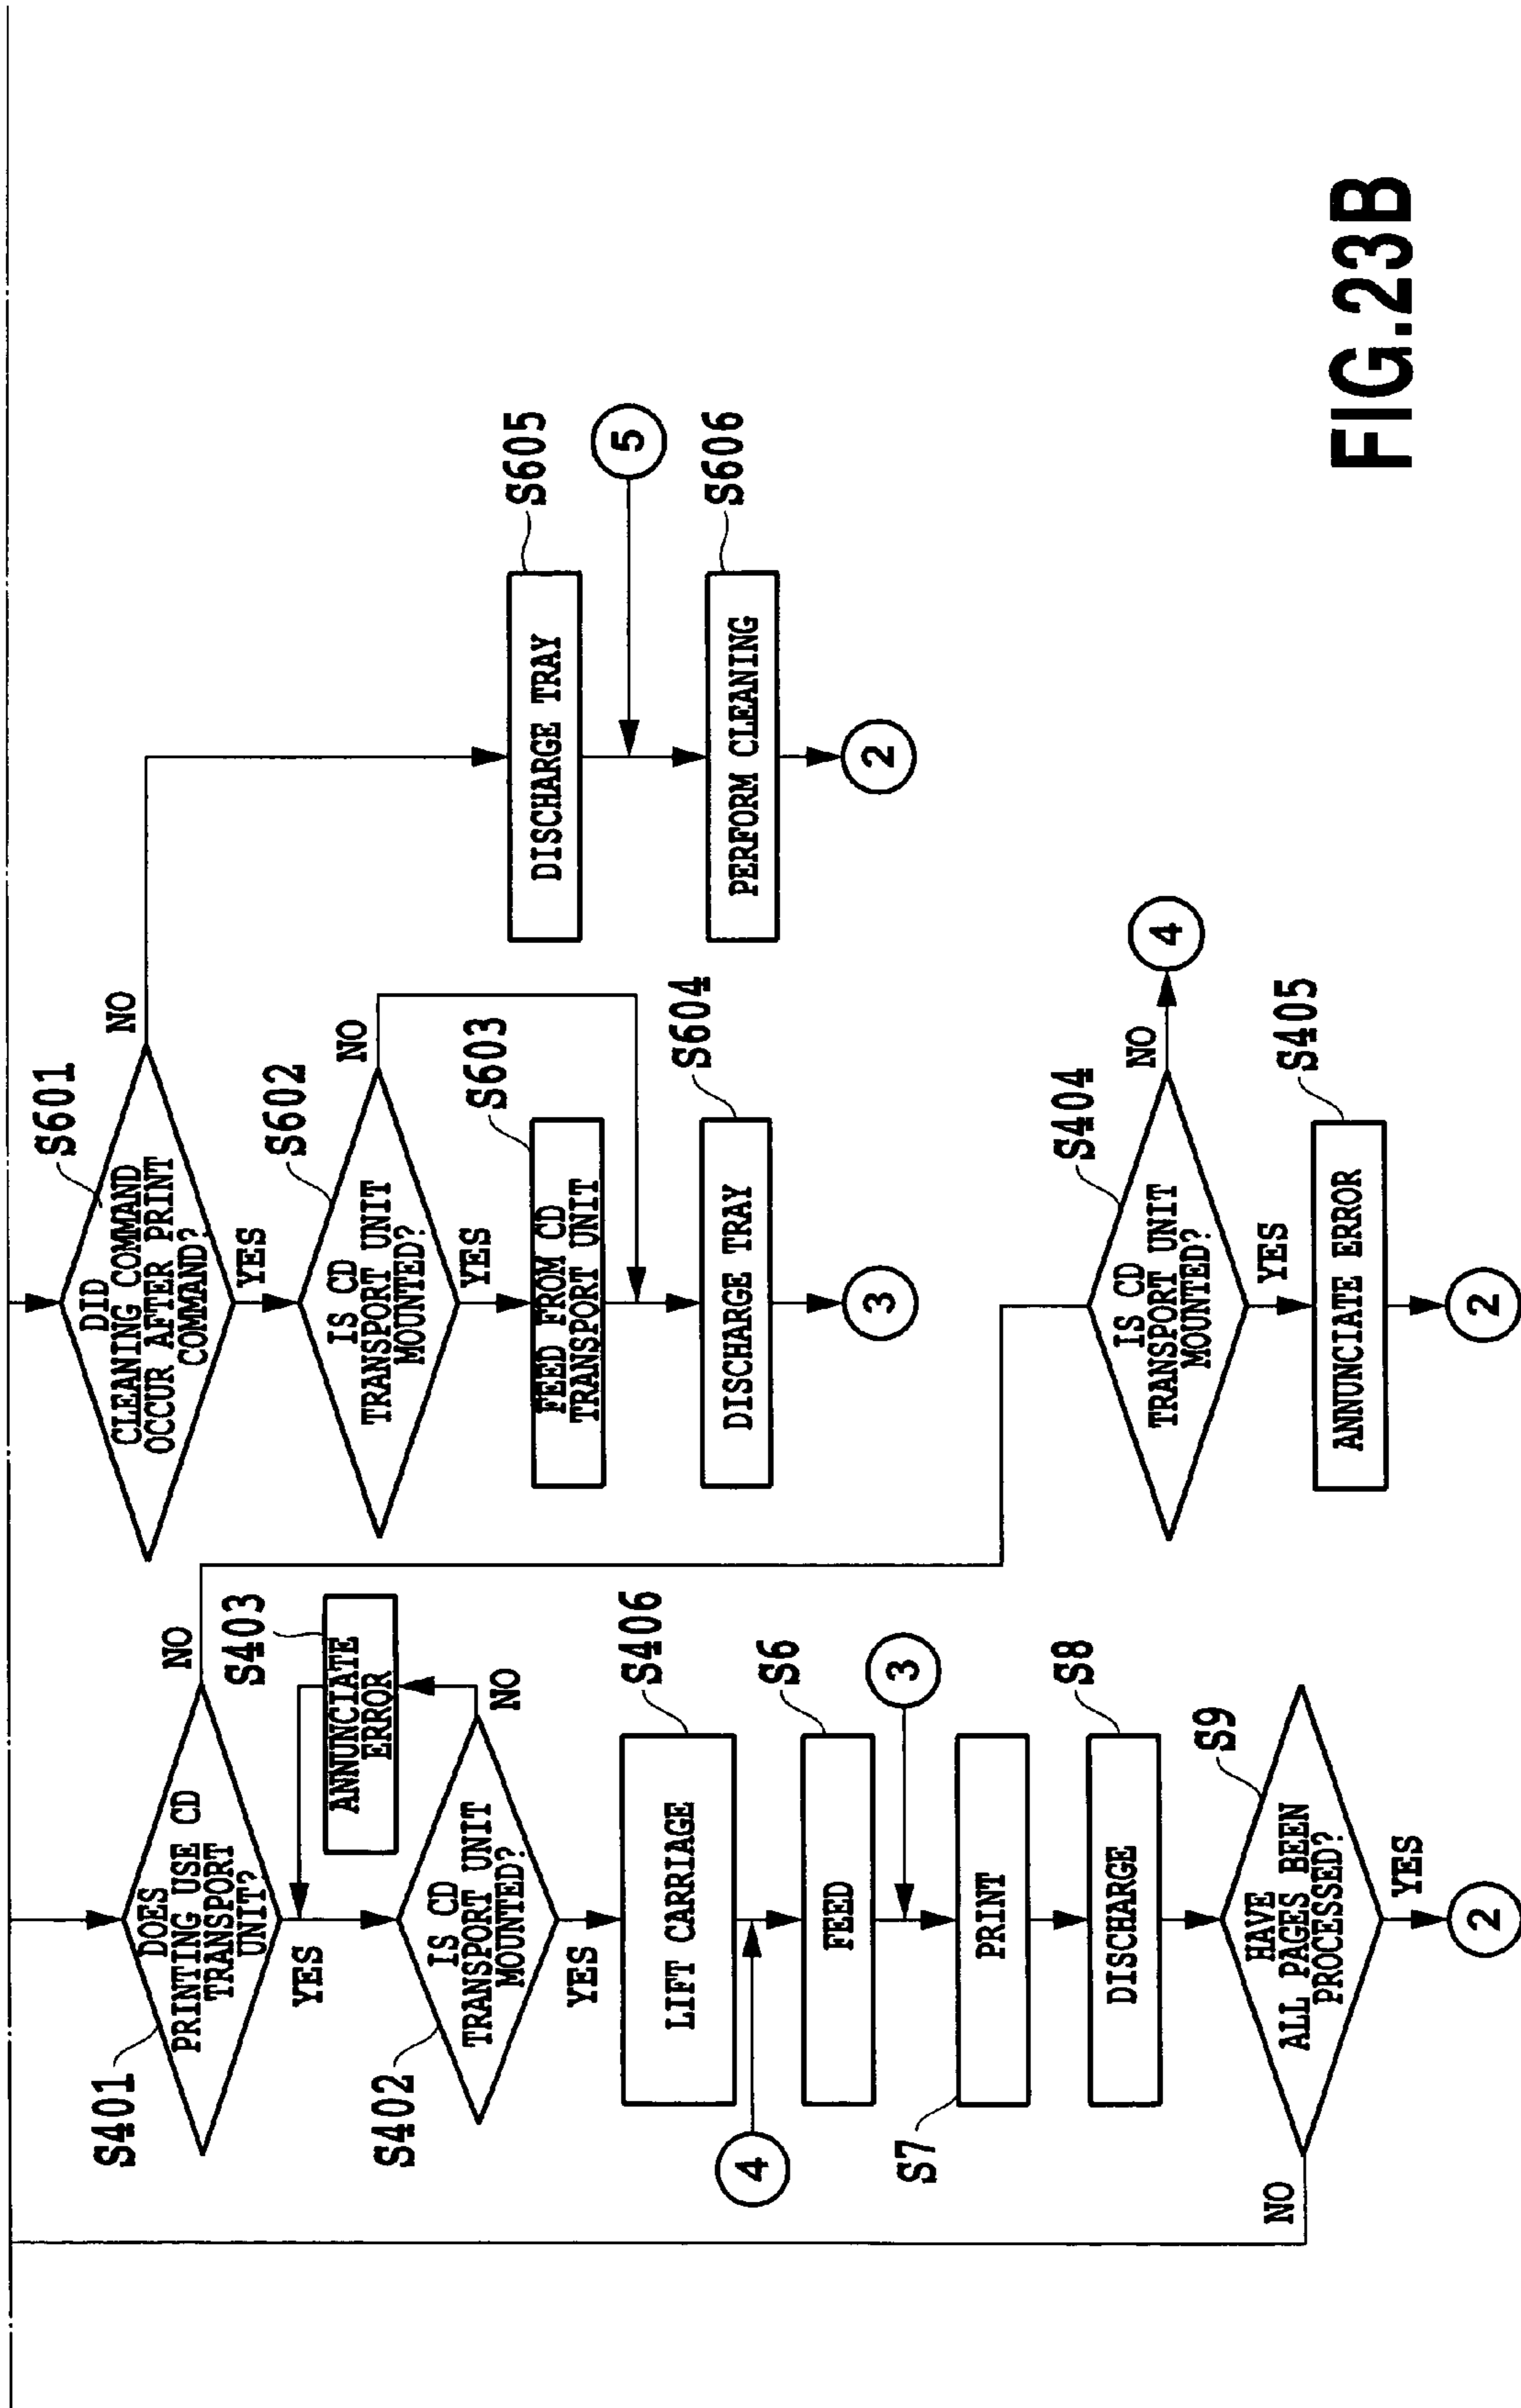 S401
DOES
PRINTING USE CD
TRANSPORT
UNIT?
NO
YES
S403
ANNUNCIATE
ERROR
S402
IS CD
TRANSPORT UNIT
MOUNTED?
NO
YES
S406
LIFT CARRIAGE
4
S6
FEED
3
S7
PRINT
S8
DISCHARGE
S9
HAVE
ALL PAGES BEEN
PROCESSED?
NO
YES
2
S601
DID
CLEANING COMMAND
OCCUR AFTER PRINT
COMMAND?
NO
YES
S602
IS CD
TRANSPORT UNIT
MOUNTED?
NO
YES
S603
FEED FROM CD
TRANSPORT UNIT
S604
DISCHARGE TRAY
3
S404
IS CD
TRANSPORT UNIT
MOUNTED?
NO
4
YES
S405
ANNUNCIATE ERROR
2
S605
DISCHARGE TRAY
5
S606
PERFORM CLEANING
2
FIG.23B